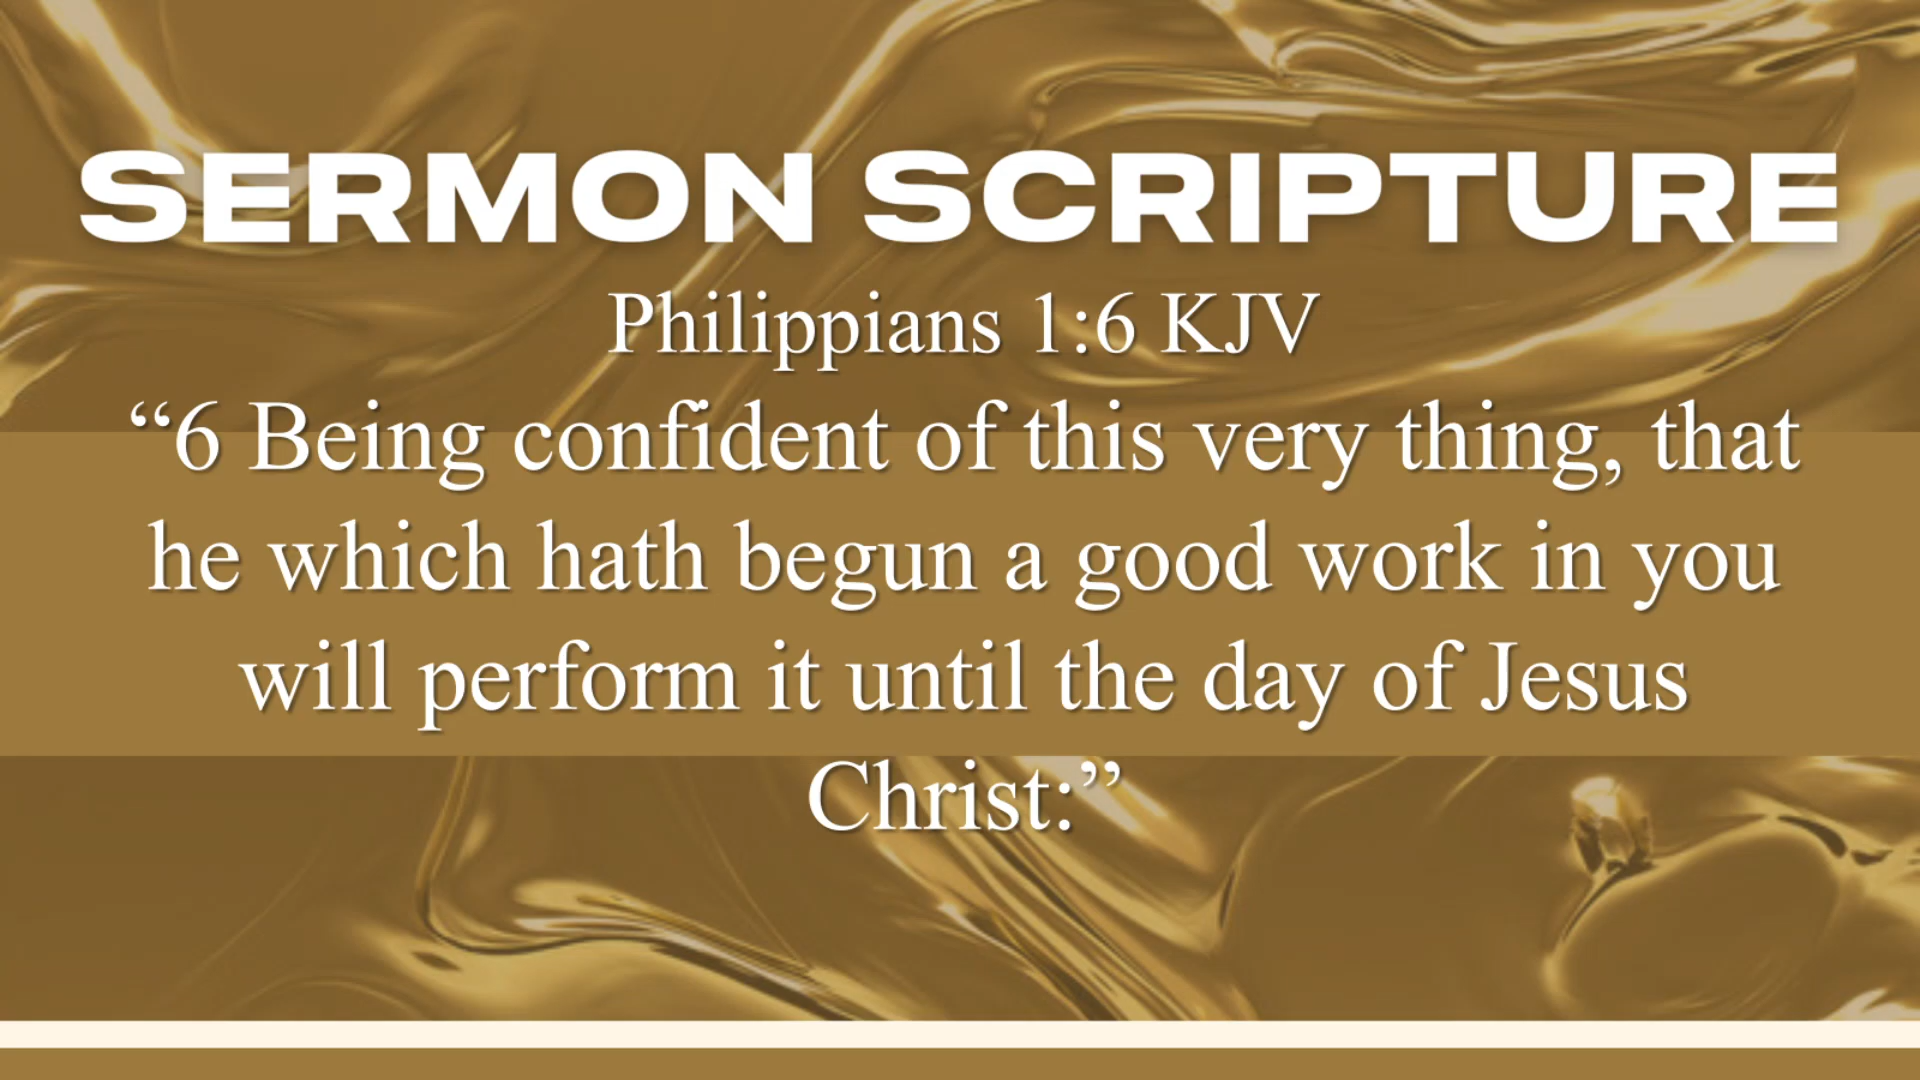 SERMON SCRIPTURE
Philippians 1:6 KJV
“6 Being confident of this very thing, that
he which hath begun a good work in you
will perform it until the day of Jesus
Christ:”